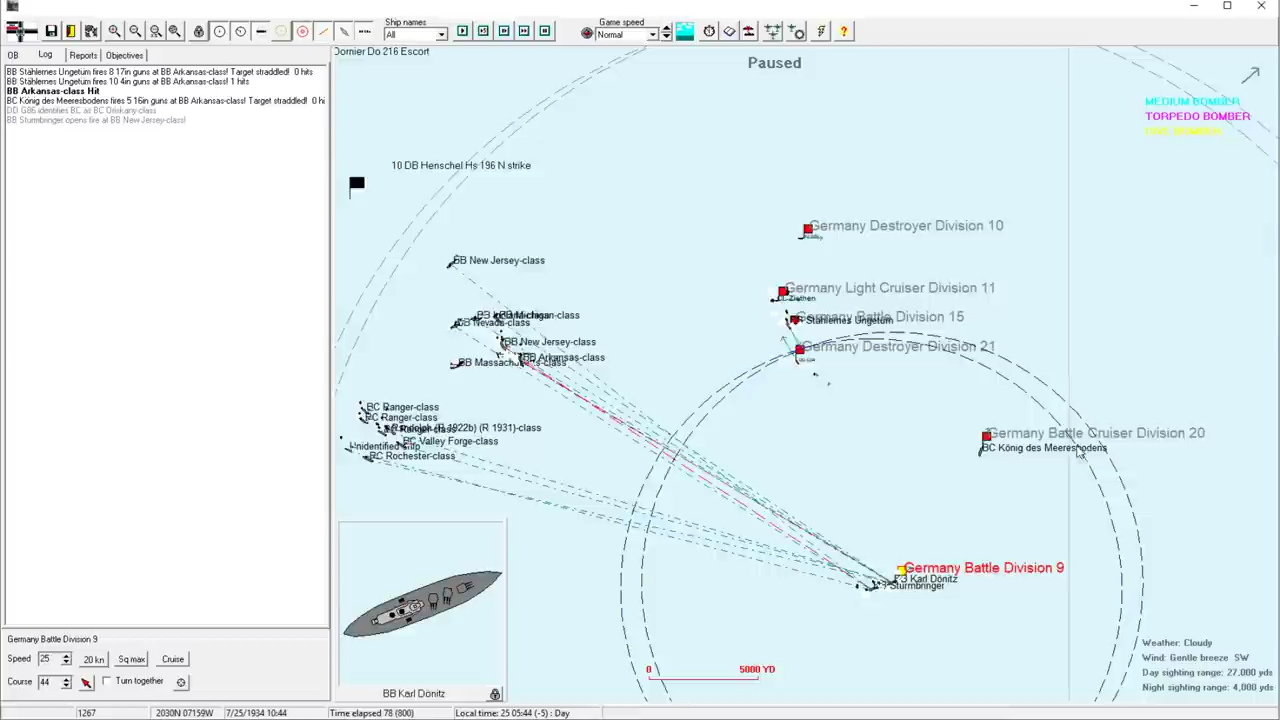 Ship names
All
Game speed
Normal
OB
Log
Reports
Objectives
BB Stählernes Ungetum fires 8 17in guns at BB Arkansas-class! Target straddled!  0 hits
BB Stählernes Ungetum fires 10 4in guns at BB Arkansas-class!  1 hits
BB Arkansas-class Hit
BC König des Meeresbodens fires 5 16in guns at BB Arkansas-class! Target straddled!  0 hi
DD G86 identifies BC as BC Oriskany-class
BB Sturmbringer opens fire at BB New Jersey-class!
Dornier Do 216 Escort
Paused
MEDIUM BOMBER
TORPEDO BOMBER
DIVE BOMBER
10 DB Henschel Hs 196 N strike
Germany Destroyer Division 10
BB New Jersey-class
Germany Light Cruiser Division 11
CL Ziethen
Michigan-class
BB Nevada-class
Germany Battle Division 15
Stählernes Ungetum
BB New Jersey-class
Germany Destroyer Division 21
BB Arkansas-class
BB Massach
BC Ranger-class
BC Ranger-class
(R 1922b) (R 1931)-class
BC Valley Forge-class
Unidentified ship
BC Rochester-class
Germany Battle Cruiser Division 20
BC König des Meeresbodens
Germany Battle Division 9
Karl Dönitz
Sturmbringer
Germany Battle Division 9
Speed
25
20 kn
Sq max
Cruise
Course
44
Turn together
BB Karl Dönitz
0
5000 YD
Weather: Cloudy
Wind: Gentle breeze  SW
Day sighting range: 27,000 yds
Night sighting range: 4,000 yds
1267
2030N 07159W
7/25/1934 10:44
Time elapsed 78 (800)
Local time: 25 05:44 (-5) : Day